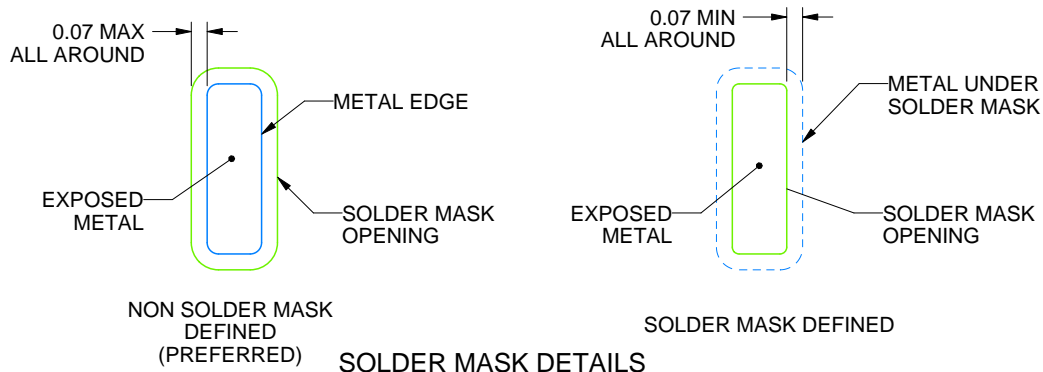 0.07 MAX
ALL AROUND
METAL EDGE
EXPOSED
METAL
SOLDER MASK
OPENING
NON SOLDER MASK
DEFINED
(PREFERRED)
0.07 MIN
ALL AROUND
METAL UNDER
SOLDER MASK
EXPOSED
METAL
SOLDER MASK
OPENING
SOLDER MASK DEFINED
SOLDER MASK DETAILS